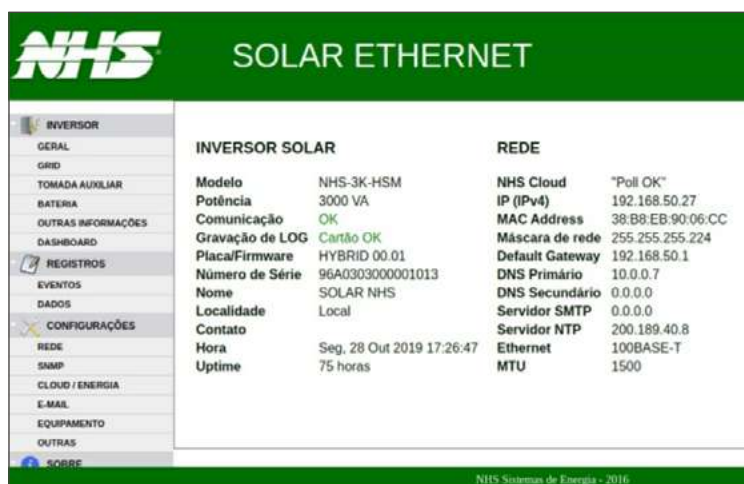 NHS SOLAR ETHERNET
INVERSOR
GERAL
GRID
TOMADA AUXILIAR
BATERIA
OUTRAS INFORMAÇÕES
DASHBOARD
REGISTROS
EVENTOS
DADOS
CONFIGURAÇÕES
REDE
SNMP
CLOUD / ENERGIA
E-MAIL
EQUIPAMENTO
OUTRAS
SOBRE
INVERSOR SOLAR
Modelo NHS-3K-HSM
Potência 3000 VA
Comunicação OK
Gravação de LOG Cartão OK
Placa/Firmware HYBRID 00.01
Número de Série 96A0303000001013
Nome SOLAR NHS
Localidade Local
Contato
Hora Seg, 28 Out 2019 17:26:47
Uptime 75 horas
REDE
NHS Cloud "Poll OK"
IP (IPv4) 192.168.50.27
MAC Address 38:B8:EB:90:06:CC
Máscara de rede 255.255.255.224
Default Gateway 192.168.50.1
DNS Primário 10.0.0.7
DNS Secundário 0.0.0.0
Servidor SMTP 0.0.0.0
Servidor NTP 200.189.40.8
Ethernet 100BASE-T
MTU 1500
NHS Sistemas de Energia - 2016